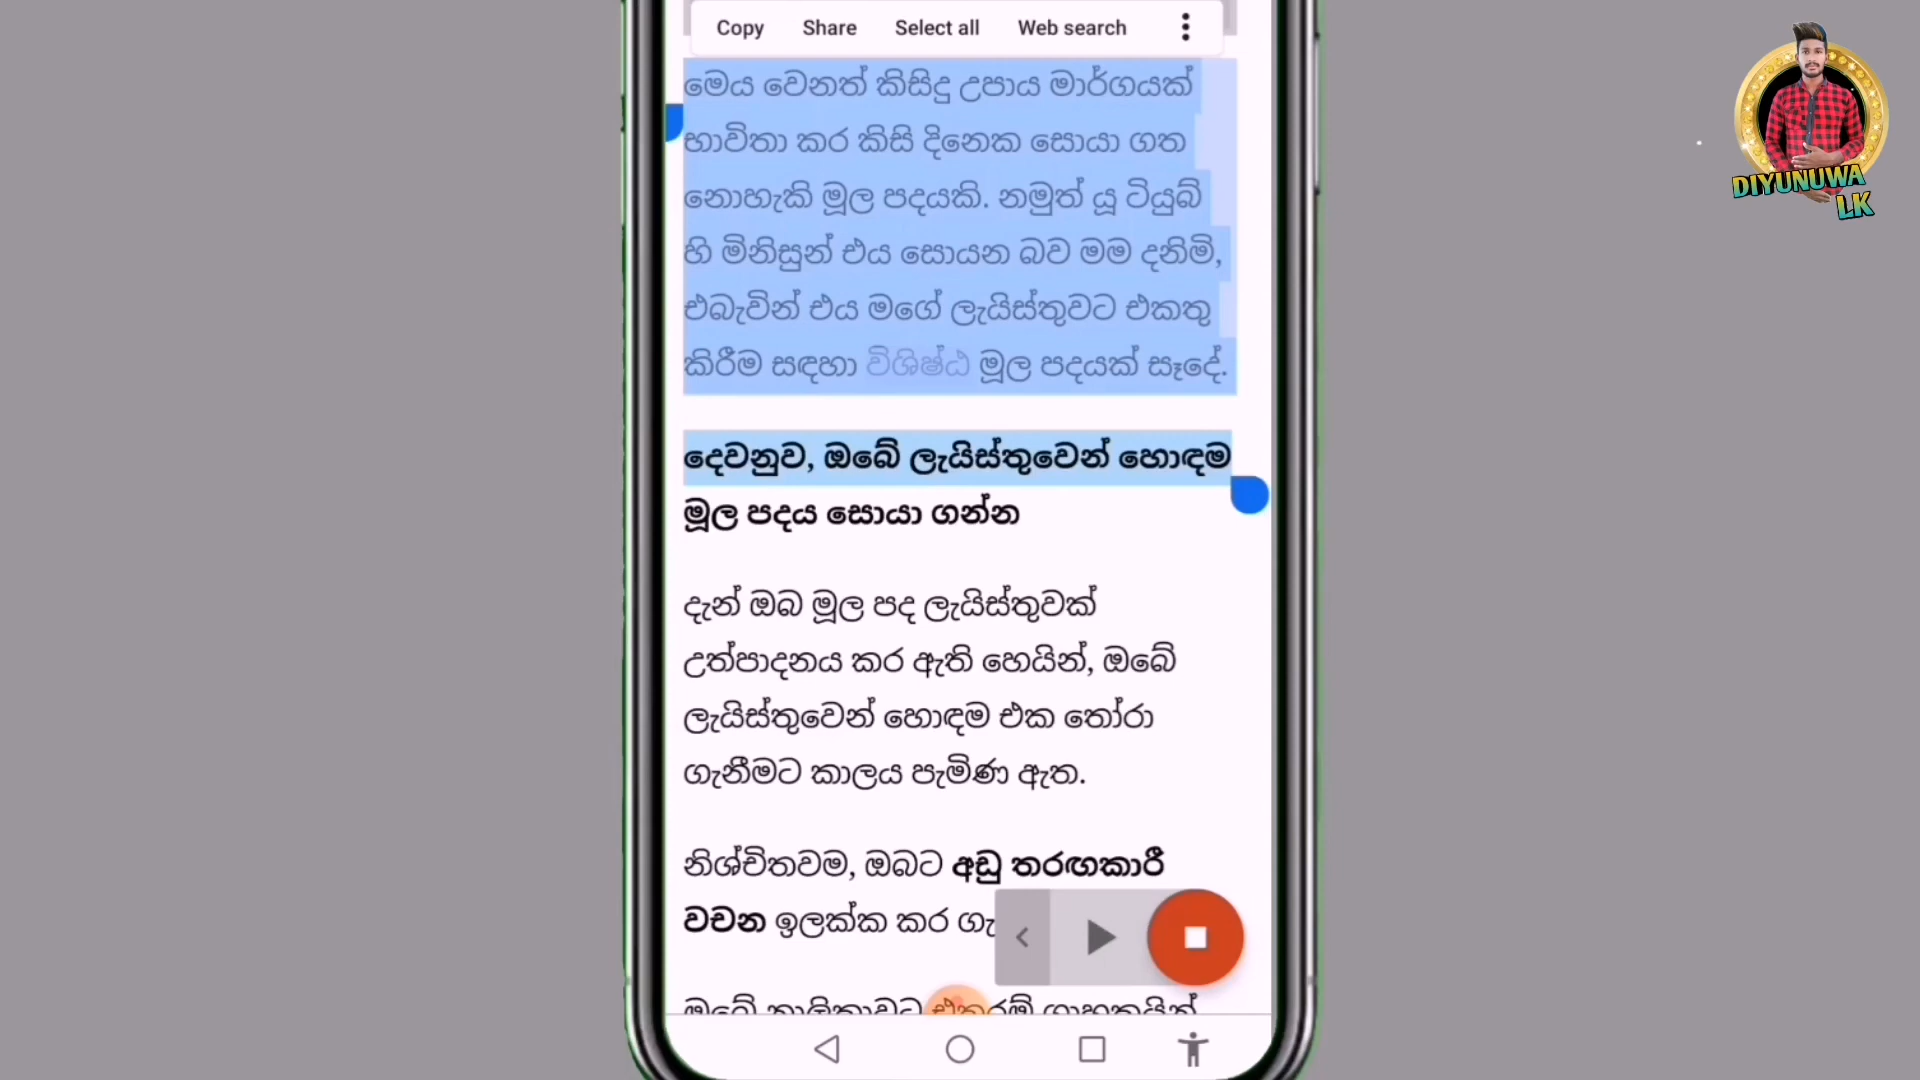 Copy Share Select all Web search
මෙය වෙනත් කිසිදු උපාය මාර්ගයක්
භාවිතා කර කිසි දිනෙක සොයා ගත
නොහැකි මූල පදයකි. නමුත් යූ ටියුබ්
හි මිනිසුන් එය සොයන බව මම දනිමි,
එබැවින් එය මගේ ලැයිස්තුවට එකතු
කිරීම සඳහා විශිෂ්ඨ මූල පදයක් සෑදේ.
දෙවනුව, ඔබේ ලැයිස්තුවෙන් හොඳම
මූල පදය සොයා ගන්න
දැන් ඔබ මූල පද ලැයිස්තුවක්
උත්පාදනය කර ඇති හෙයින්, ඔබේ
ලැයිස්තුවෙන් හොඳම එක තෝරා
ගැනීමට කාලය පැමිණ ඇත.
නිශ්චිතවම, ඔබට අඩු තරඟකාරී
වචන ඉලක්ක කර ගැ
DIYUNUWA
LK